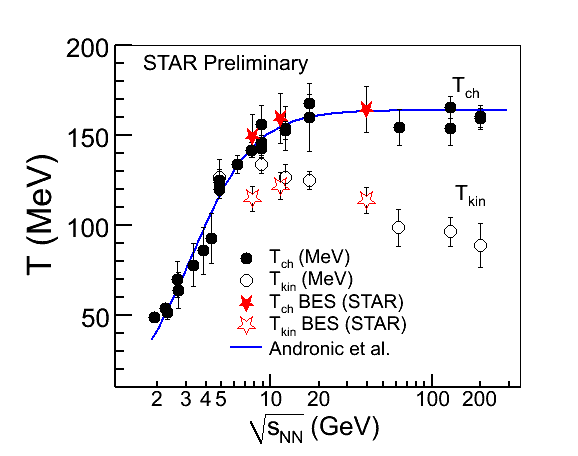 200
STAR Preliminary
T_ch
150
T_kin
100
T (MeV)
T_ch (MeV)
T_kin (MeV)
T_ch BES (STAR)
50
T_kin BES (STAR)
Andronic et al.
2 3 4 5 10 20 100 200
√s_NN (GeV)